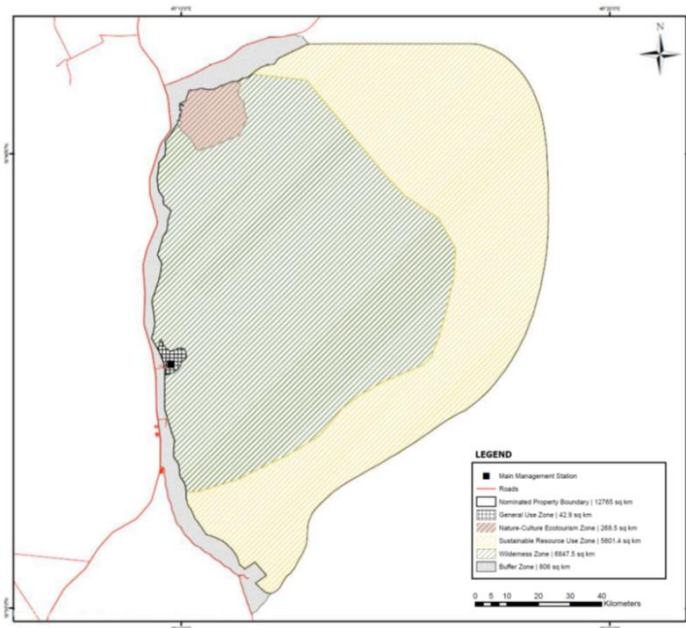 N
LEGEND
Main Management Station
Roads
Nominated Property Boundary | 12765 sq km
General Use Zone | 42.9 sq km
Nature-Culture Ecotourism Zone | 268.5 sq km
Sustainable Resource Use Zone | 5801.4 sq km
Wilderness Zone | 6647.5 sq km
Buffer Zone | 806 sq km
0 5 10 20 30 40
Kilometers